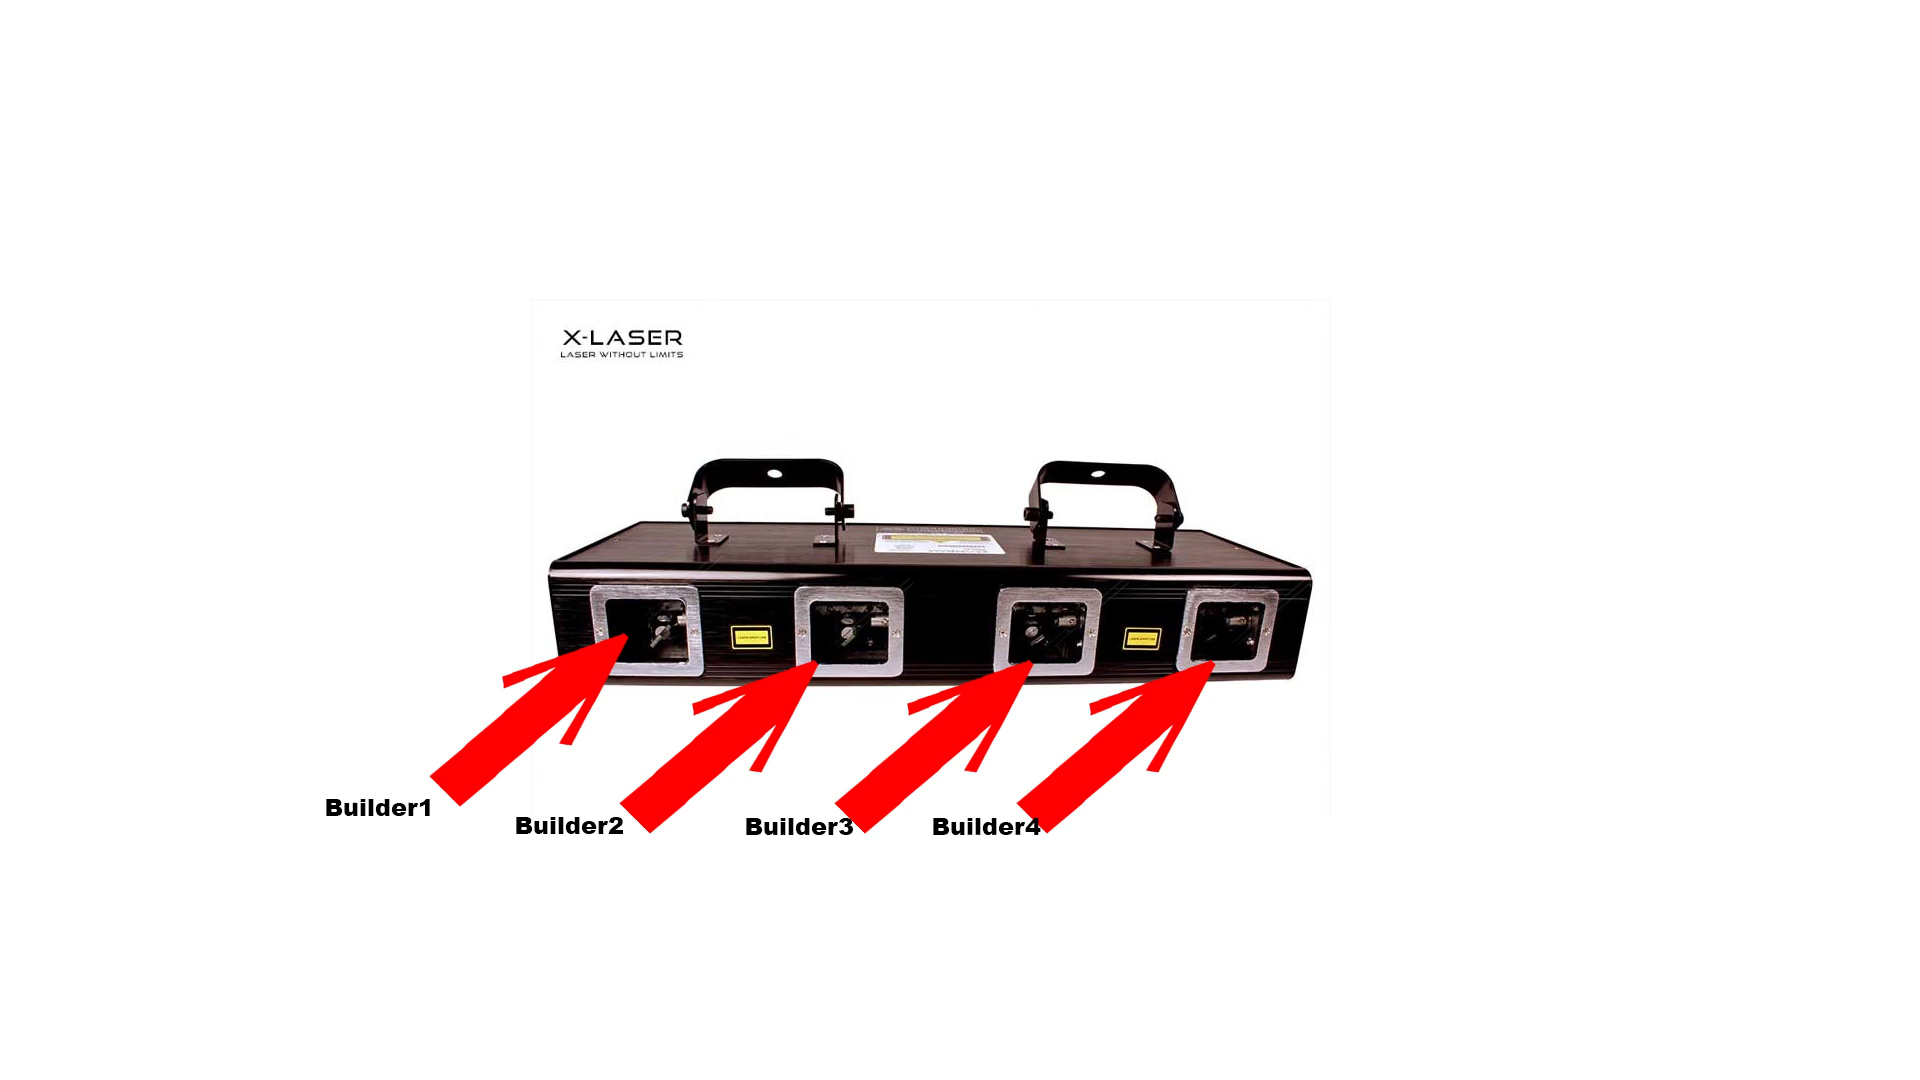 X-LASER
LASER WITHOUT LIMITS
Builder1
Builder2
Builder3
Builder4